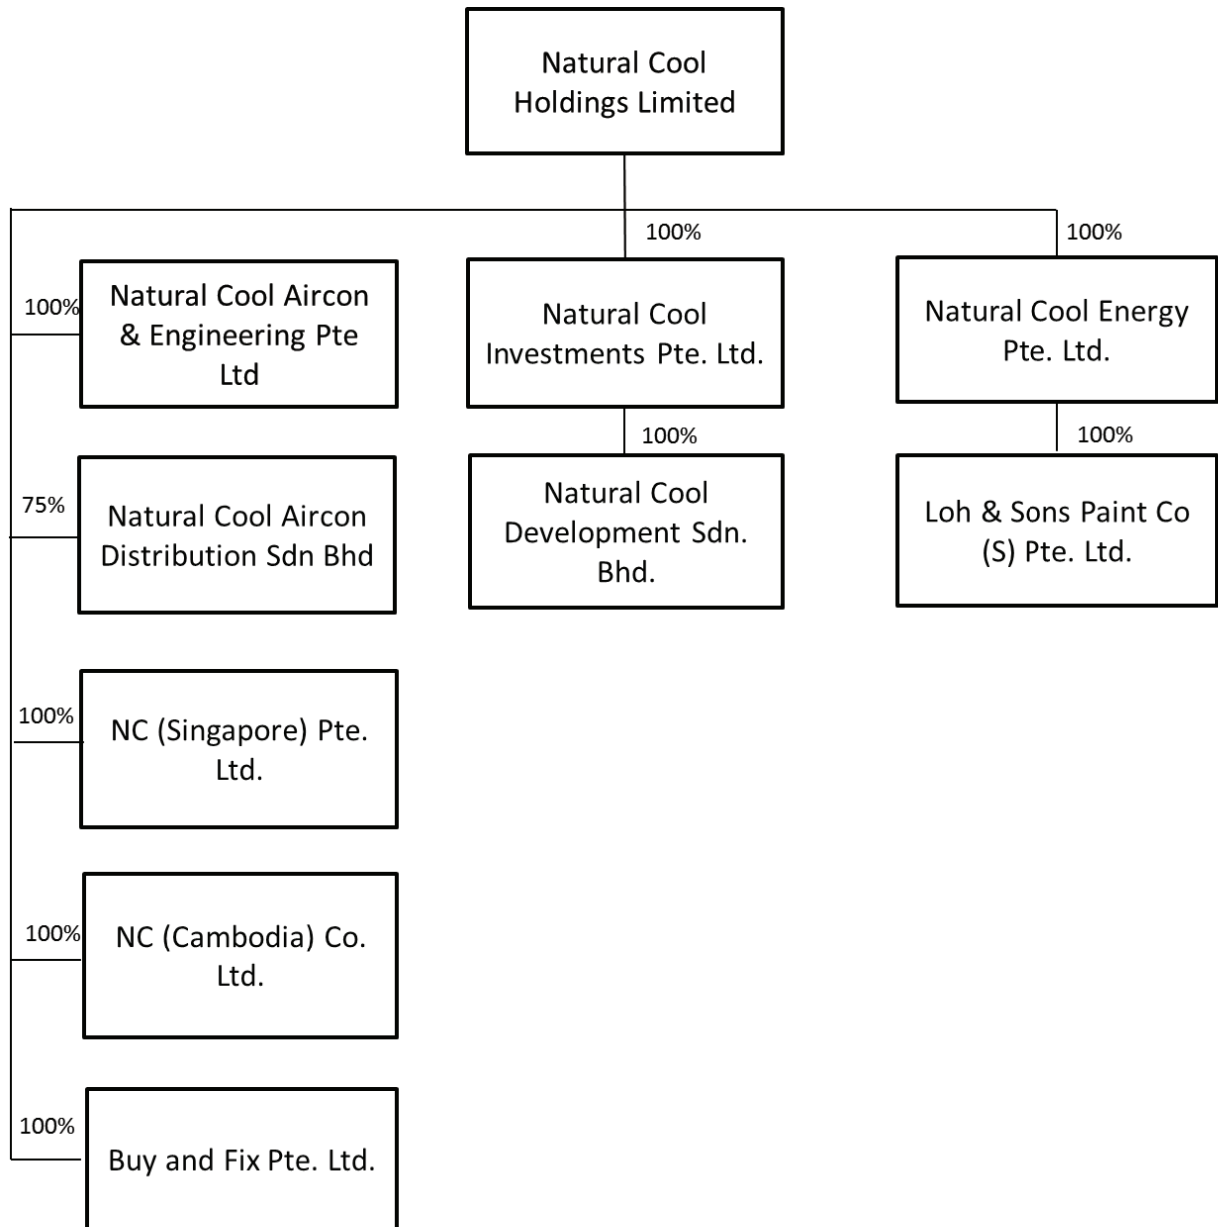 Natural Cool
Holdings Limited
100%
100%
100%
Natural Cool Aircon
& Engineering Pte
Ltd
Natural Cool
Investments Pte. Ltd.
Natural Cool Energy
Pte. Ltd.
100%
100%
75%
Natural Cool Aircon
Distribution Sdn Bhd
Natural Cool
Development Sdn.
Bhd.
Loh & Sons Paint Co
(S) Pte. Ltd.
100%
NC (Singapore) Pte.
Ltd.
100%
NC (Cambodia) Co.
Ltd.
100%
Buy and Fix Pte. Ltd.